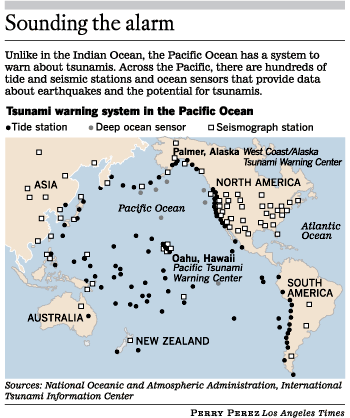 Sounding the alarm
Unlike in the Indian Ocean, the Pacific Ocean has a system to
warn about tsunamis. Across the Pacific, there are hundreds of
tide and seismic stations and ocean sensors that provide data
about earthquakes and the potential for tsunamis.
Tsunami warning system in the Pacific Ocean
Tide station Deep ocean sensor Seismograph station
Palmer, Alaska West Coast/Alaska
Tsunami Warning Center
ASIA
NORTH AMERICA
Pacific Ocean
Atlantic
Ocean
Oahu, Hawaii
Pacific Tsunami
Warning Center
SOUTH
AMERICA
AUSTRALIA
NEW ZEALAND
Sources: National Oceanic and Atmospheric Administration, International
Tsunami Information Center
PERRY PEREZ Los Angeles Times